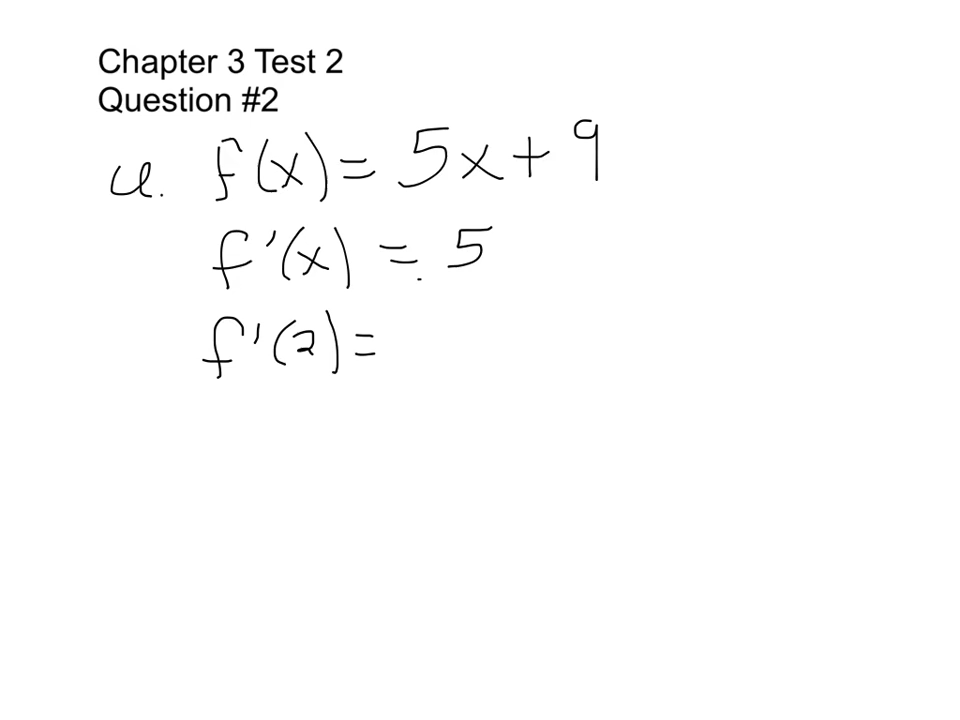 Chapter 3 Test 2
Question #2
a. f(x) = 5x + 9
f'(x) = 5
f'(2) =